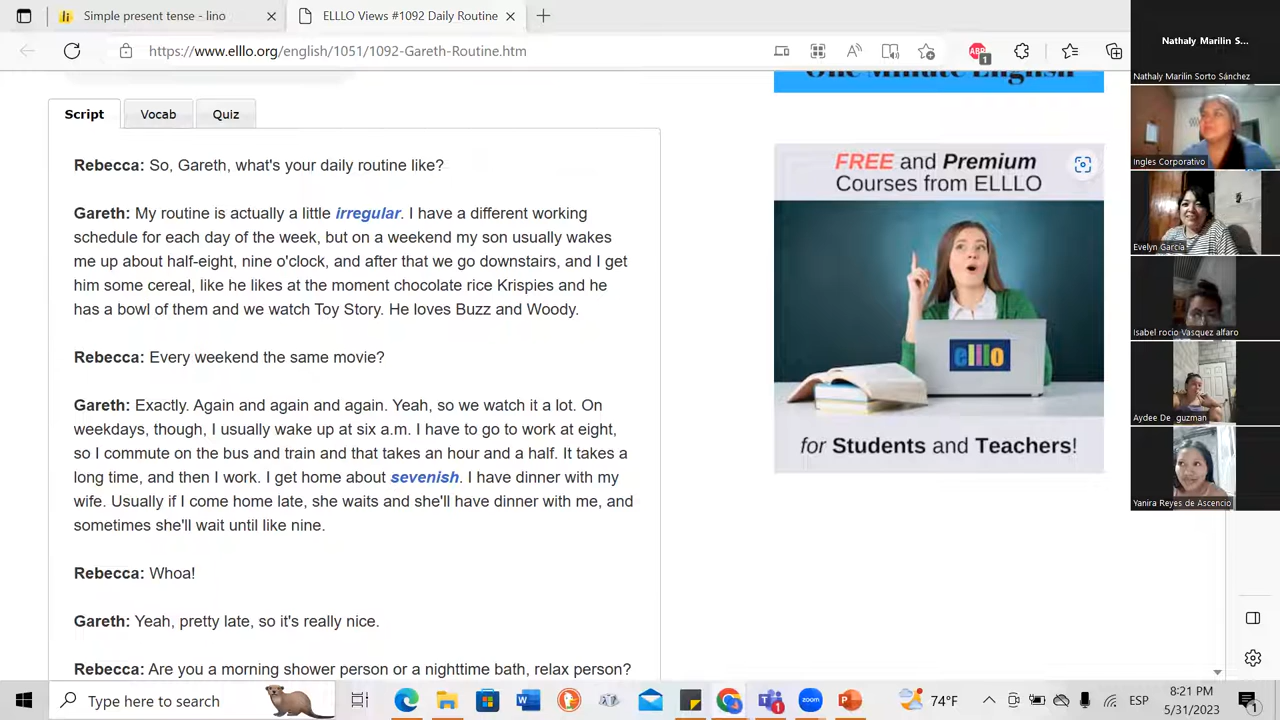 Simple present tense - lino
ELLLO Views #1092 Daily Routine
https://www.elllo.org/english/1051/1092-Gareth-Routine.htm
Script
Vocab
Quiz
Rebecca: So, Gareth, what's your daily routine like?
Gareth: My routine is actually a little irregular. I have a different working
schedule for each day of the week, but on a weekend my son usually wakes
me up about half-eight, nine o'clock, and after that we go downstairs, and I get
him some cereal, like he likes at the moment chocolate rice Krispies and he
has a bowl of them and we watch Toy Story. He loves Buzz and Woody.
Rebecca: Every weekend the same movie?
Gareth: Exactly. Again and again and again. Yeah, so we watch it a lot. On
weekdays, though, I usually wake up at six a.m. I have to go to work at eight,
so I commute on the bus and train and that takes an hour and a half. It takes a
long time, and then I work. I get home about sevenish. I have dinner with my
wife. Usually if I come home late, she waits and she'll have dinner with me, and
sometimes she'll wait until like nine.
Rebecca: Whoa!
Gareth: Yeah, pretty late, so it's really nice.
Rebecca: Are you a morning shower person or a nighttime bath, relax person?
One Minute English
FREE and Premium
Courses from ELLLO
elllo
for Students and Teachers!
Nathaly Marilin S...
Nathaly Marilin Sorto Sánchez
Ingles Corporativo
Evelyn García
Isabel rocio Vasquez alfaro
Aydee De guzman
Yanira Reyes de Ascencio
Type here to search
74°F
ESP
8:21 PM
5/31/2023